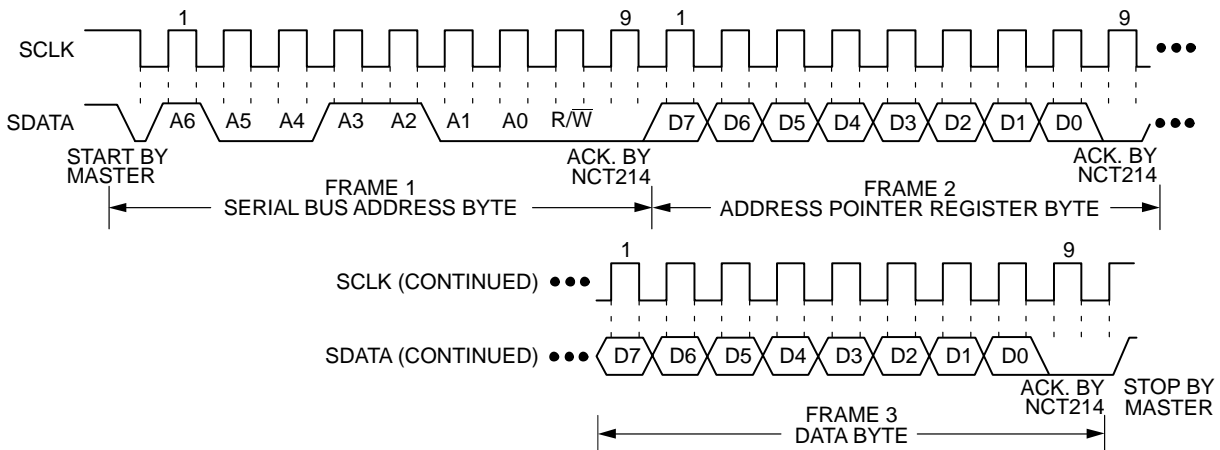 1 9 1 9
SCLK
SDATA A6 A5 A4 A3 A2 A1 A0 R/W̅ D7 D6 D5 D4 D3 D2 D1 D0
START BY
MASTER
ACK. BY
NCT214
ACK. BY
NCT214
FRAME 1
SERIAL BUS ADDRESS BYTE
FRAME 2
ADDRESS POINTER REGISTER BYTE
1 9
SCLK (CONTINUED)
SDATA (CONTINUED) D7 D6 D5 D4 D3 D2 D1 D0
ACK. BY
NCT214
STOP BY
MASTER
FRAME 3
DATA BYTE